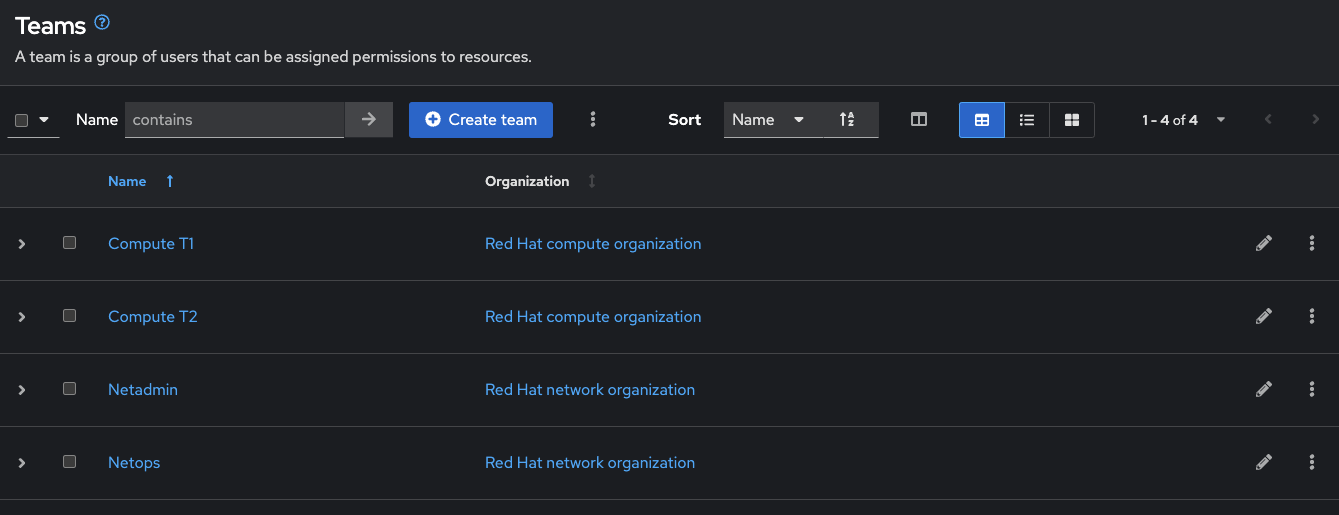 Teams
A team is a group of users that can be assigned permissions to resources.
Name contains Create team Sort Name 1 - 4 of 4
Name Organization
Compute T1 Red Hat compute organization
Compute T2 Red Hat compute organization
Netadmin Red Hat network organization
Netops Red Hat network organization